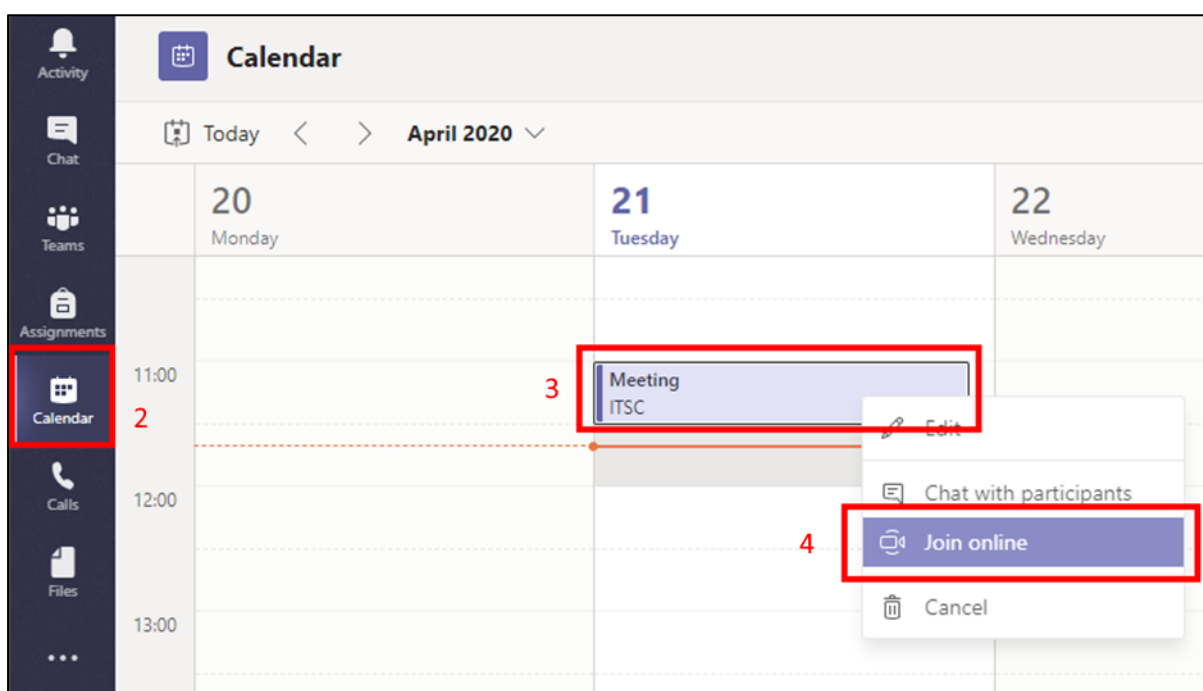 Activity
Chat
Teams
Assignments
Calendar
2
Calls
Files
Calendar
Today
April 2020
20
Monday
21
Tuesday
22
Wednesday
11:00
12:00
13:00
3
Meeting
ITSC
Edit
Chat with participants
4
Join online
Cancel